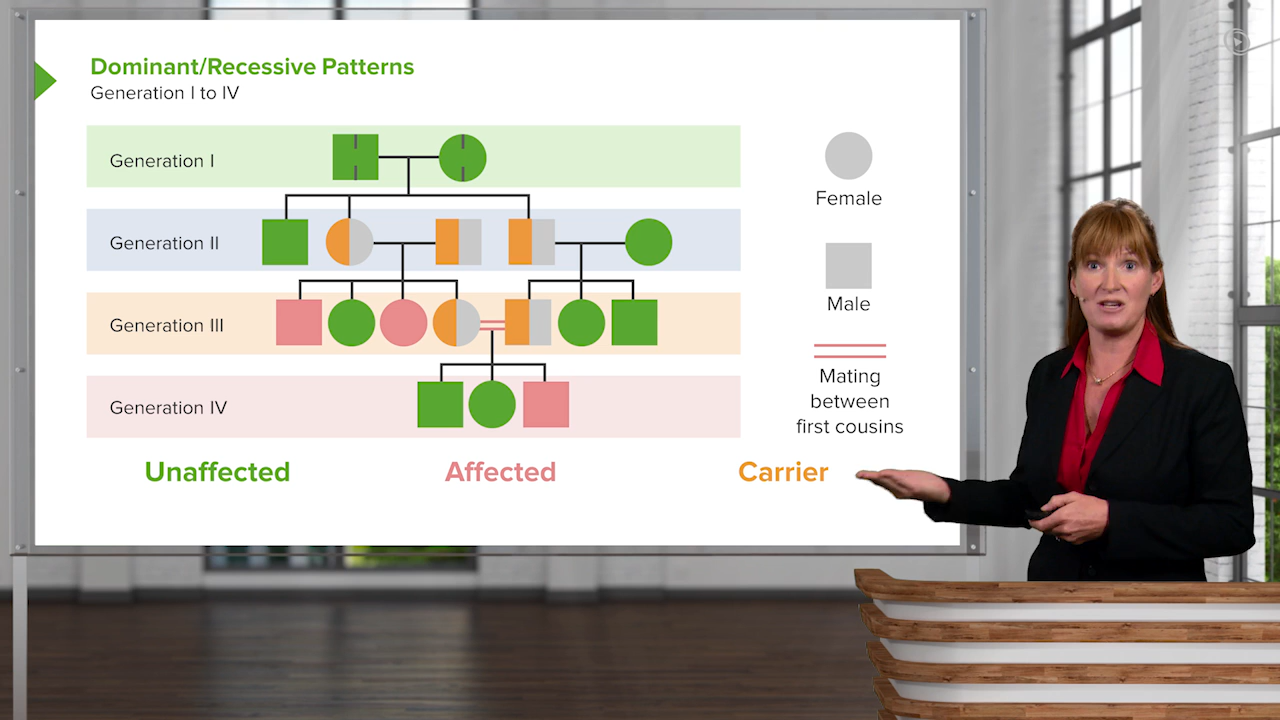 Dominant/Recessive Patterns
Generation I to IV
Generation I
Generation II
Generation III
Generation IV
Female
Male
Mating
between
first cousins
Unaffected
Affected
Carrier